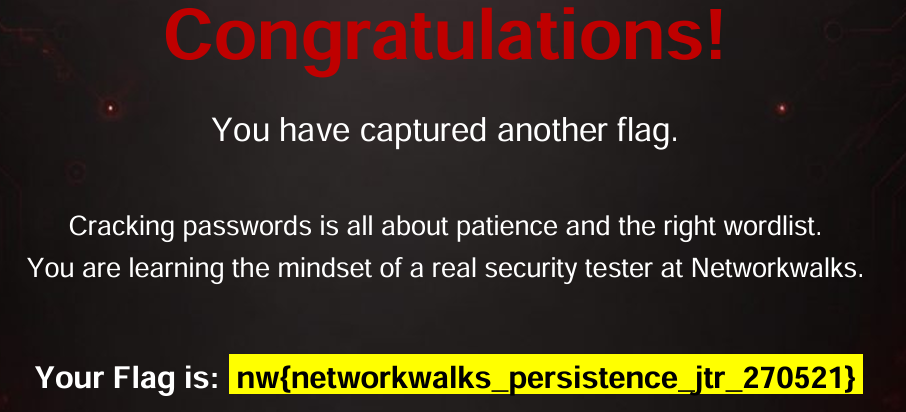 Congratulations!
You have captured another flag.
Cracking passwords is all about patience and the right wordlist.
You are learning the mindset of a real security tester at Networkwalks.
Your Flag is: nw{networkwalks_persistence_jtr_270521}